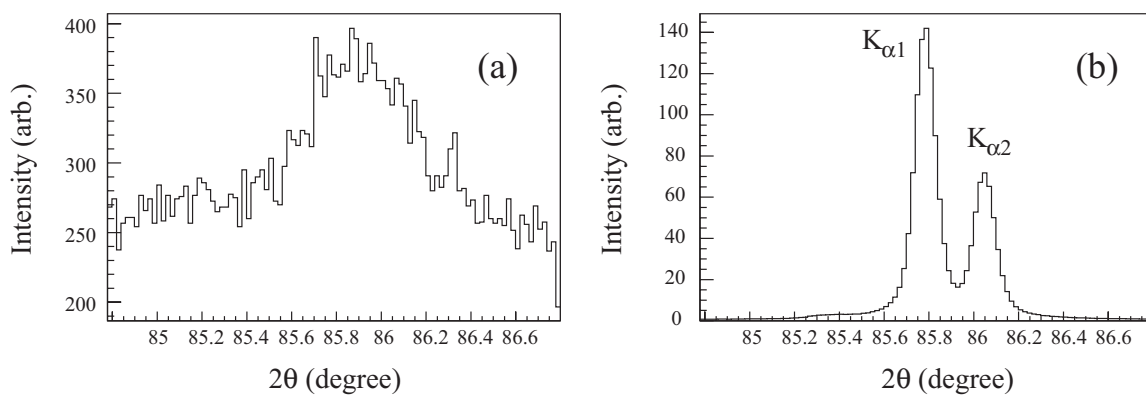 400
350
300
250
200
Intensity (arb.)
(a)
85 85.2 85.4 85.6 85.8 86 86.2 86.4 86.6
2θ (degree)
140
120
100
80
60
40
20
0
Intensity (arb.)
Kα1
Kα2
(b)
85 85.2 85.4 85.6 85.8 86 86.2 86.4 86.6
2θ (degree)